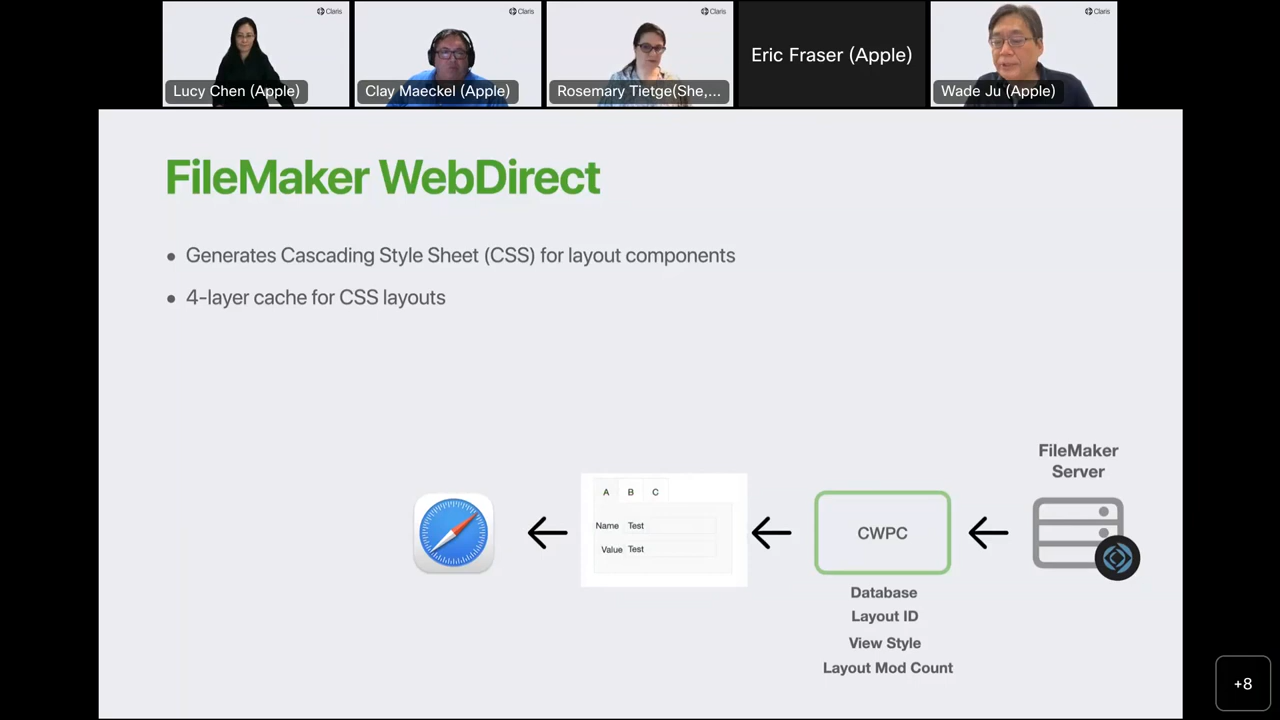 Claris
Claris
Claris
Claris
Lucy Chen (Apple)
Clay Maeckel (Apple)
Rosemary Tietge(She,...
Eric Fraser (Apple)
Wade Ju (Apple)
FileMaker WebDirect
• Generates Cascading Style Sheet (CSS) for layout components
• 4-layer cache for CSS layouts
FileMaker
Server
A B C
Name Test
Value Test
CWPC
Database
Layout ID
View Style
Layout Mod Count
+8